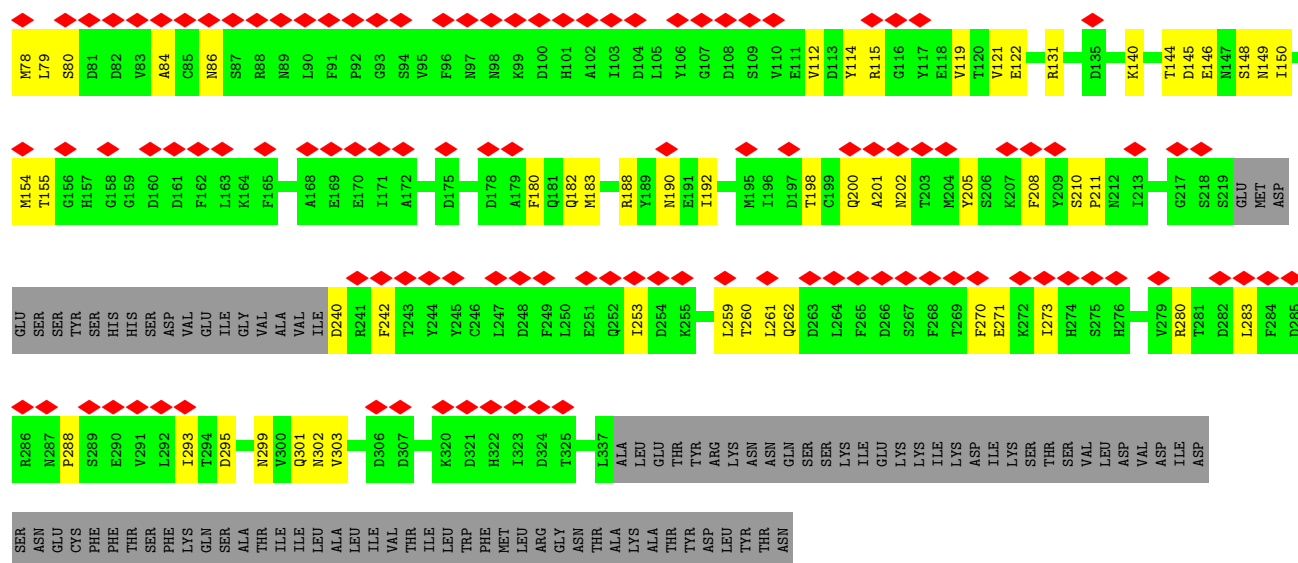 M78 L79 S80 D81 D82 V83 A84 C85 N86 S87 R88 N89 L90 F91 P92 G93 S94 V95 F96 N97 N98 K99 D100 H101 A102 I103 D104 L105 Y106 G107 D108 S109 V110 E111 V112 D113 Y114 R115 G116 Y117 E118 V119 T120 V121 E122 R131 D135 K140 T144 D145 E146 N147 S148 N149 I150
M154 T155 G156 H157 G158 G159 D160 D161 F162 L163 K164 F165 A168 E169 E170 I171 A172 D175 D178 A179 F180 Q181 Q182 M183 R188 Y189 N190 E191 I192 M195 I196 D197 T198 C199 Q200 A201 N202 T203 M204 Y205 S206 K207 F208 Y209 S210 P211 N212 I213 G217 S218 S219 GLU MET ASP
GLU SER SER TYR SER HIS HIS SER ASP VAL GLU ILE GLY VAL ALA VAL ILE D240 R241 F242 T243 Y244 Y245 C246 L247 D248 F249 L250 E251 Q252 I253 D254 K255 L259 T260 L261 Q262 D263 L264 F265 D266 S267 F268 T269 F270 E271 K272 I273 H274 S275 H276 V279 R280 T281 D282 L283 F284 D285
R286 N287 P288 S289 E290 V291 L292 I293 T294 D295 N299 V300 Q301 N302 V303 D306 D307 K320 D321 H322 I323 D324 T325 L337 ALA LEU GLU THR TYR ARG LYS ASN ASN GLN SER SER LYS ILE GLU LYS LYS ILE LYS ASP ILE LYS SER THR SER VAL LEU ASP VAL ASP ILE ASP
SER ASN GLU CYS PHE PHE THR SER PHE LYS GLN SER ALA THR ILE ILE LEU ALA LEU ILE VAL THR ILE LEU TRP PHE MET LEU ARG GLY ASN THR ALA LYS ALA THR TYR ASP LEU TYR THR ASN